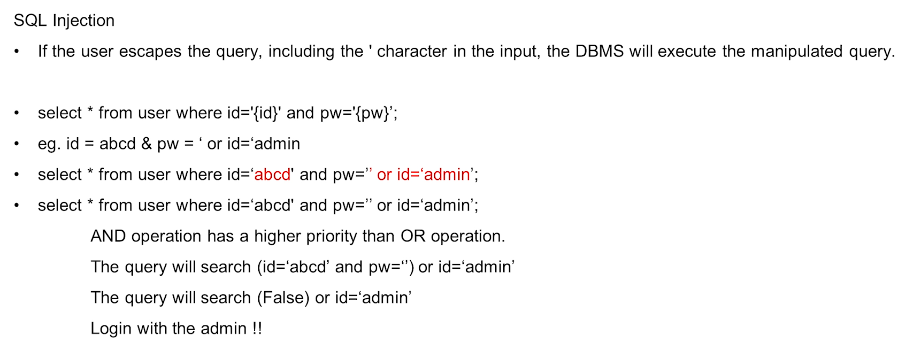 SQL Injection
• If the user escapes the query, including the ' character in the input, the DBMS will execute the manipulated query.
• select * from user where id='{id}' and pw='{pw}’;
• eg. id = abcd & pw = ‘ or id=‘admin
• select * from user where id=‘abcd' and pw=’’ or id=‘admin’;
• select * from user where id=‘abcd' and pw=’’ or id=‘admin’;
AND operation has a higher priority than OR operation.
The query will search (id=‘abcd’ and pw=‘’) or id=‘admin’
The query will search (False) or id=‘admin’
Login with the admin !!